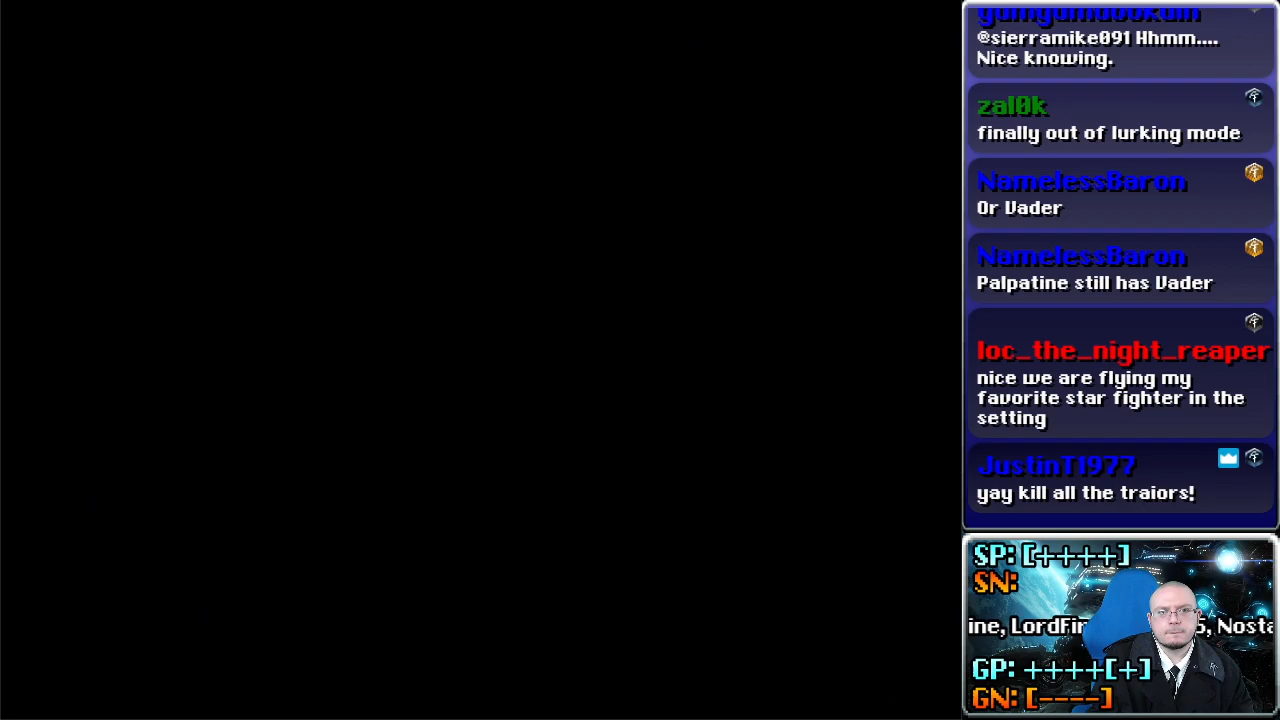 @sierramike091 Hhmm....
Nice knowing.
zal0k
finally out of lurking mode
NamelessBaron
Or Vader
NamelessBaron
Palpatine still has Vader
loc_the_night_reaper
nice we are flying my
favorite star fighter in the
setting
JustinT1977
yay kill all the traiors!
SP: [++++]
SN:
ine, LordFi 5, Nosta
GP: ++++[+]
GN: [----]